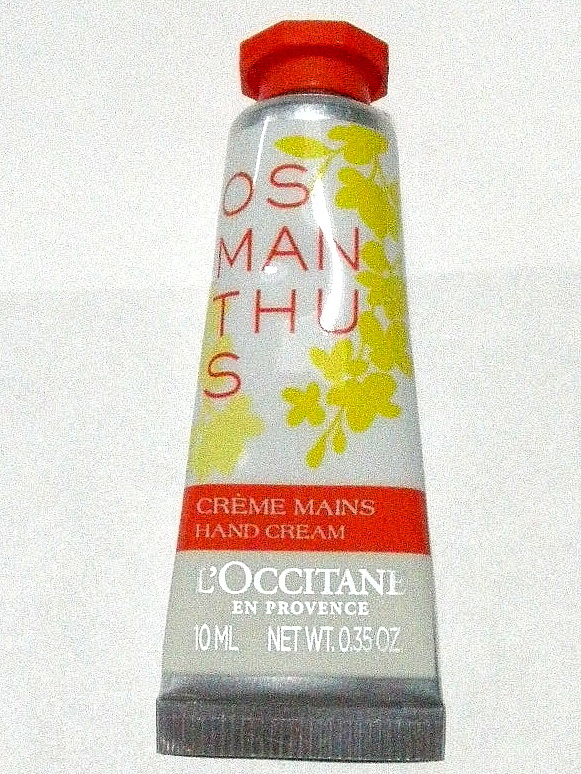 OS
MAN
THU
S
CRÈME MAINS
HAND CREAM
L'OCCITANE
EN PROVENCE
10 ML NET WT. 0.35 OZ